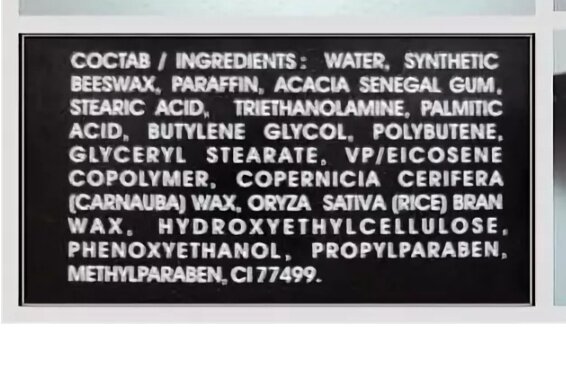 СОСТАВ / INGREDIENTS: WATER, SYNTHETIC
BEESWAX, PARAFFIN, ACACIA SENEGAL GUM,
STEARIC ACID, TRIETHANOLAMINE, PALMITIC
ACID, BUTYLENE GLYCOL, POLYBUTENE,
GLYCERYL STEARATE, VP/EICOSENE
COPOLYMER, COPERNICIA CERIFERA
(CARNAUBA) WAX, ORYZA SATIVA (RICE) BRAN
WAX, HYDROXYETHYLCELLULOSE,
PHENOXYETHANOL, PROPYLPARABEN,
METHYLPARABEN, CI 77499.